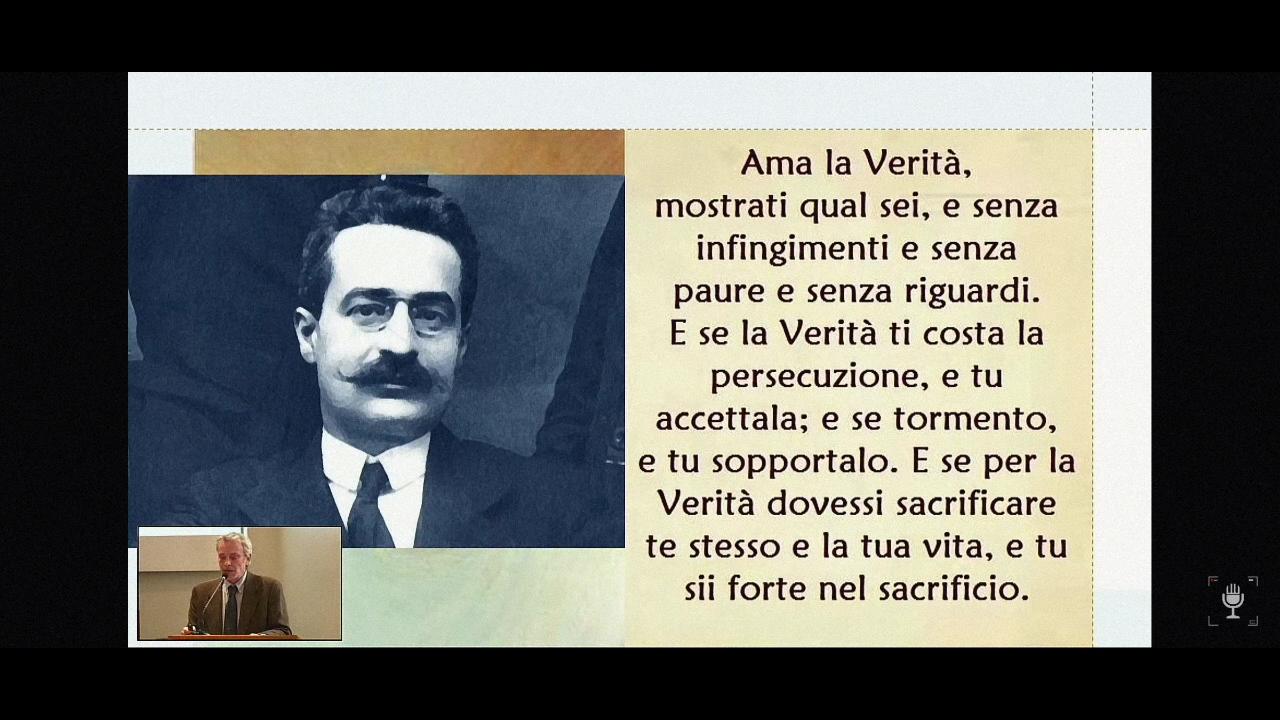 Ama la Verità,
mostrati qual sei, e senza
infingimenti e senza
paure e senza riguardi.
E se la Verità ti costa la
persecuzione, e tu
accettala; e se tormento,
e tu sopportalo. E se per la
Verità dovessi sacrificare
te stesso e la tua vita, e tu
sii forte nel sacrificio.